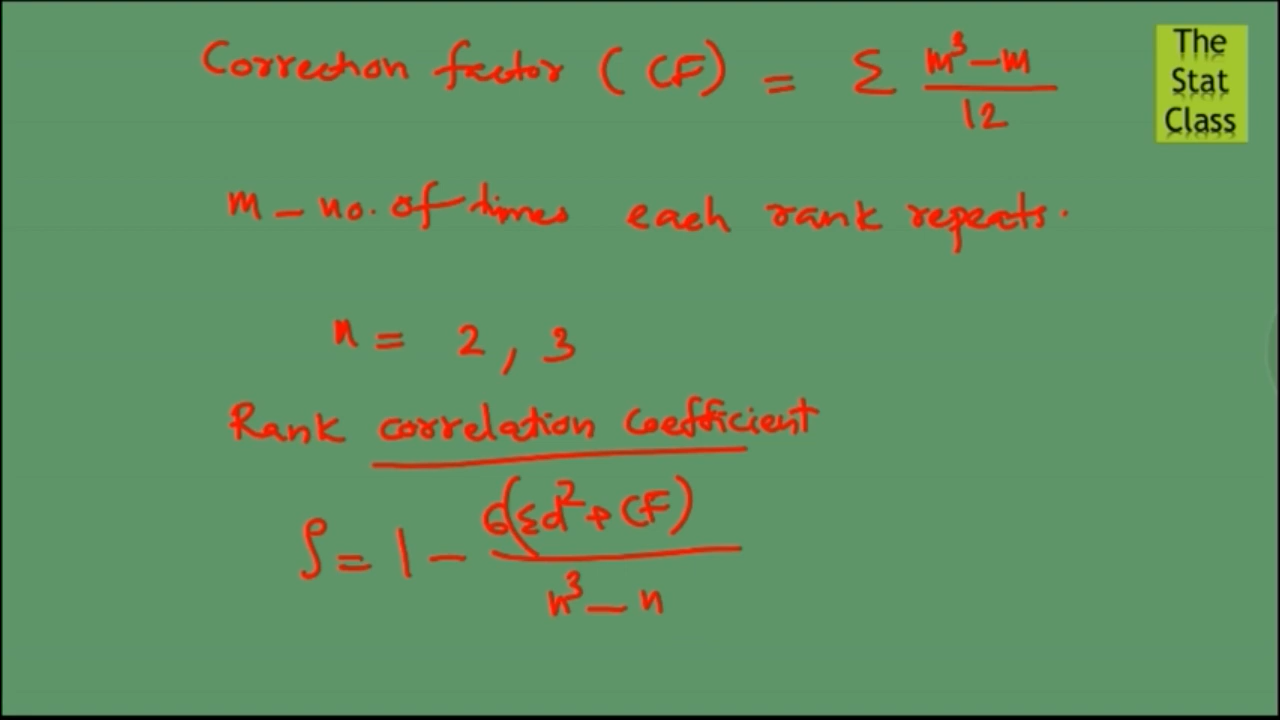 Correction factor (CF) = Σ m³-m / 12
The
Stat
Class
m - no. of times each rank repeats.
n = 2, 3
Rank correlation coefficient
ρ = 1 - 6(Σd²+CF) / n³-n